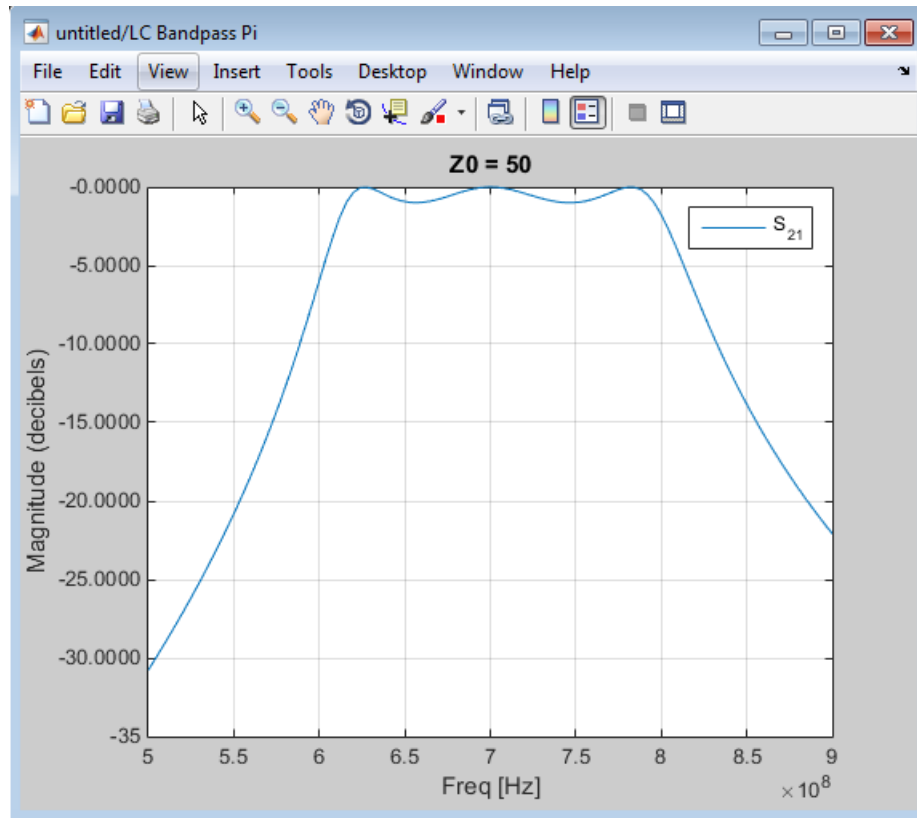 untitled/LC Bandpass Pi
File Edit View Insert Tools Desktop Window Help
Z0 = 50
S21
-0.0000
-5.0000
-10.0000
-15.0000
-20.0000
-25.0000
-30.0000
-35
Magnitude (decibels)
5 5.5 6 6.5 7 7.5 8 8.5 9
Freq [Hz]
× 10^8